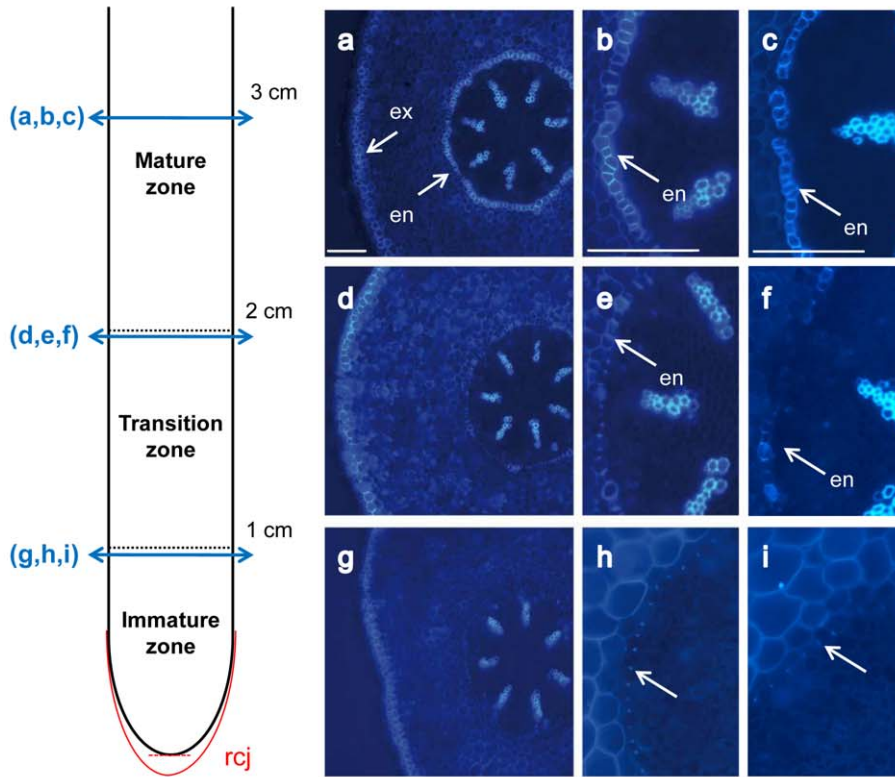 3 cm
(a,b,c)
Mature
zone
2 cm
(d,e,f)
Transition
zone
1 cm
(g,h,i)
Immature
zone
rcj
a
ex
en
b
en
c
en
d
e
en
f
en
g
h
i